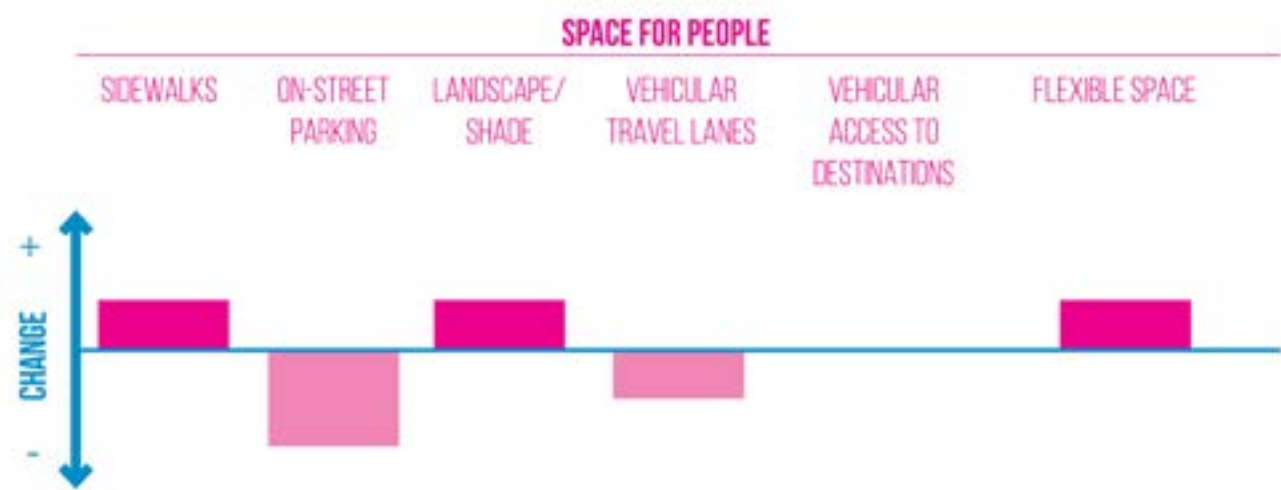 SPACE FOR PEOPLE
SIDEWALKS
ON-STREET
PARKING
LANDSCAPE/
SHADE
VEHICULAR
TRAVEL LANES
VEHICULAR
ACCESS TO
DESTINATIONS
FLEXIBLE SPACE
+
CHANGE
-